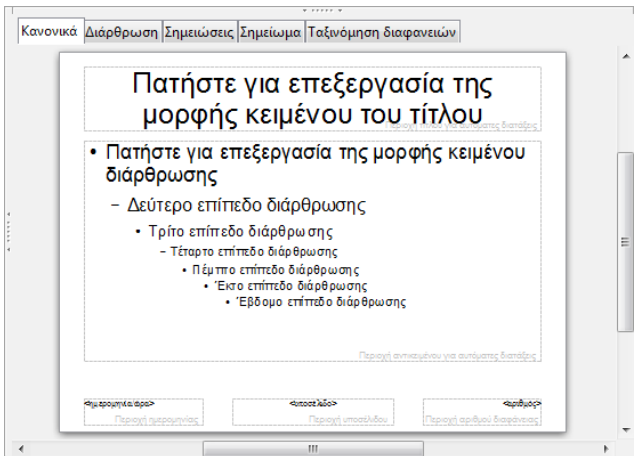 Κανονικά Διάρθρωση Σημειώσεις Σημείωμα Ταξινόμηση διαφανειών
Πατήστε για επεξεργασία της
μορφής κειμένου του τίτλου
Περιοχή τίτλου για αυτόματες διατάξεις
• Πατήστε για επεξεργασία της μορφής κειμένου
διάρθρωσης
– Δεύτερο επίπεδο διάρθρωσης
• Τρίτο επίπεδο διάρθρωσης
– Τέταρτο επίπεδο διάρθρωσης
• Πέμπτο επίπεδο διάρθρωσης
• Έκτο επίπεδο διάρθρωσης
• Έβδομο επίπεδο διάρθρωσης
Περιοχή αντικειμένου για αυτόματες διατάξεις
<ημερομηνία/ώρα> <υποσέλιδο> <αριθμός>
Περιοχή ημερομηνίας Περιοχή υποσέλιδου Περιοχή αριθμού διαφάνειας